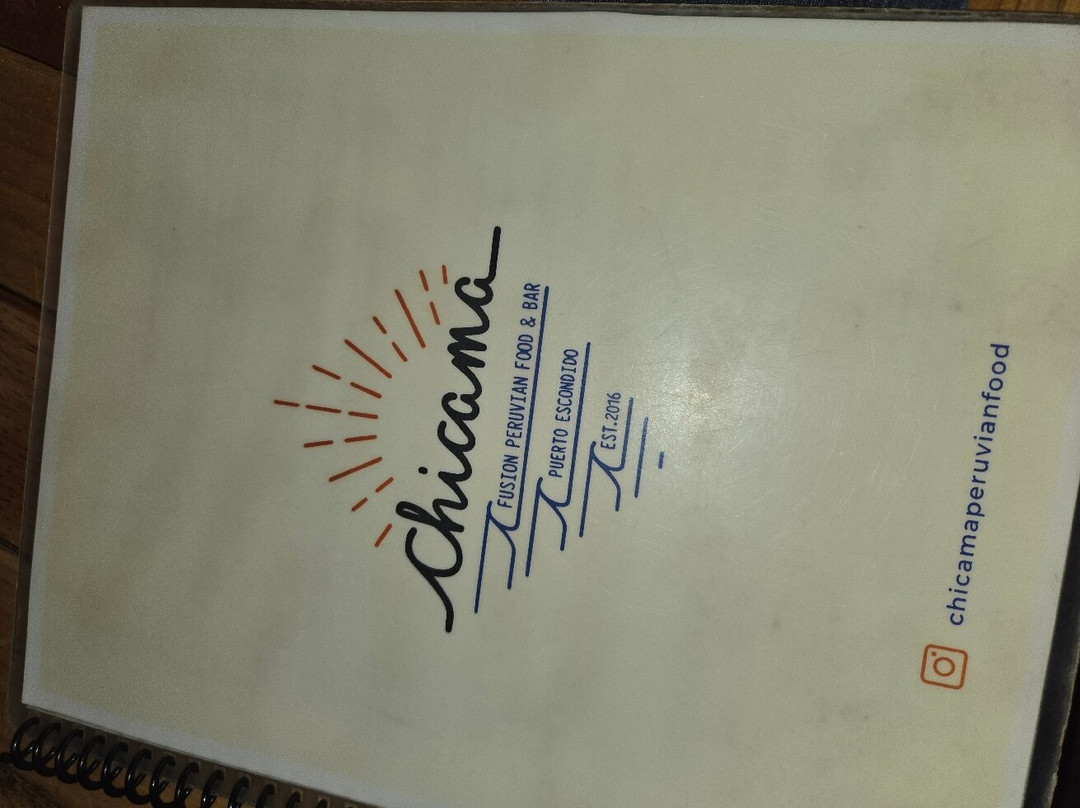 Chicama
FUSION PERUVIAN FOOD & BAR
PUERTO ESCONDIDO
EST.2016
chicamaperuvianfood